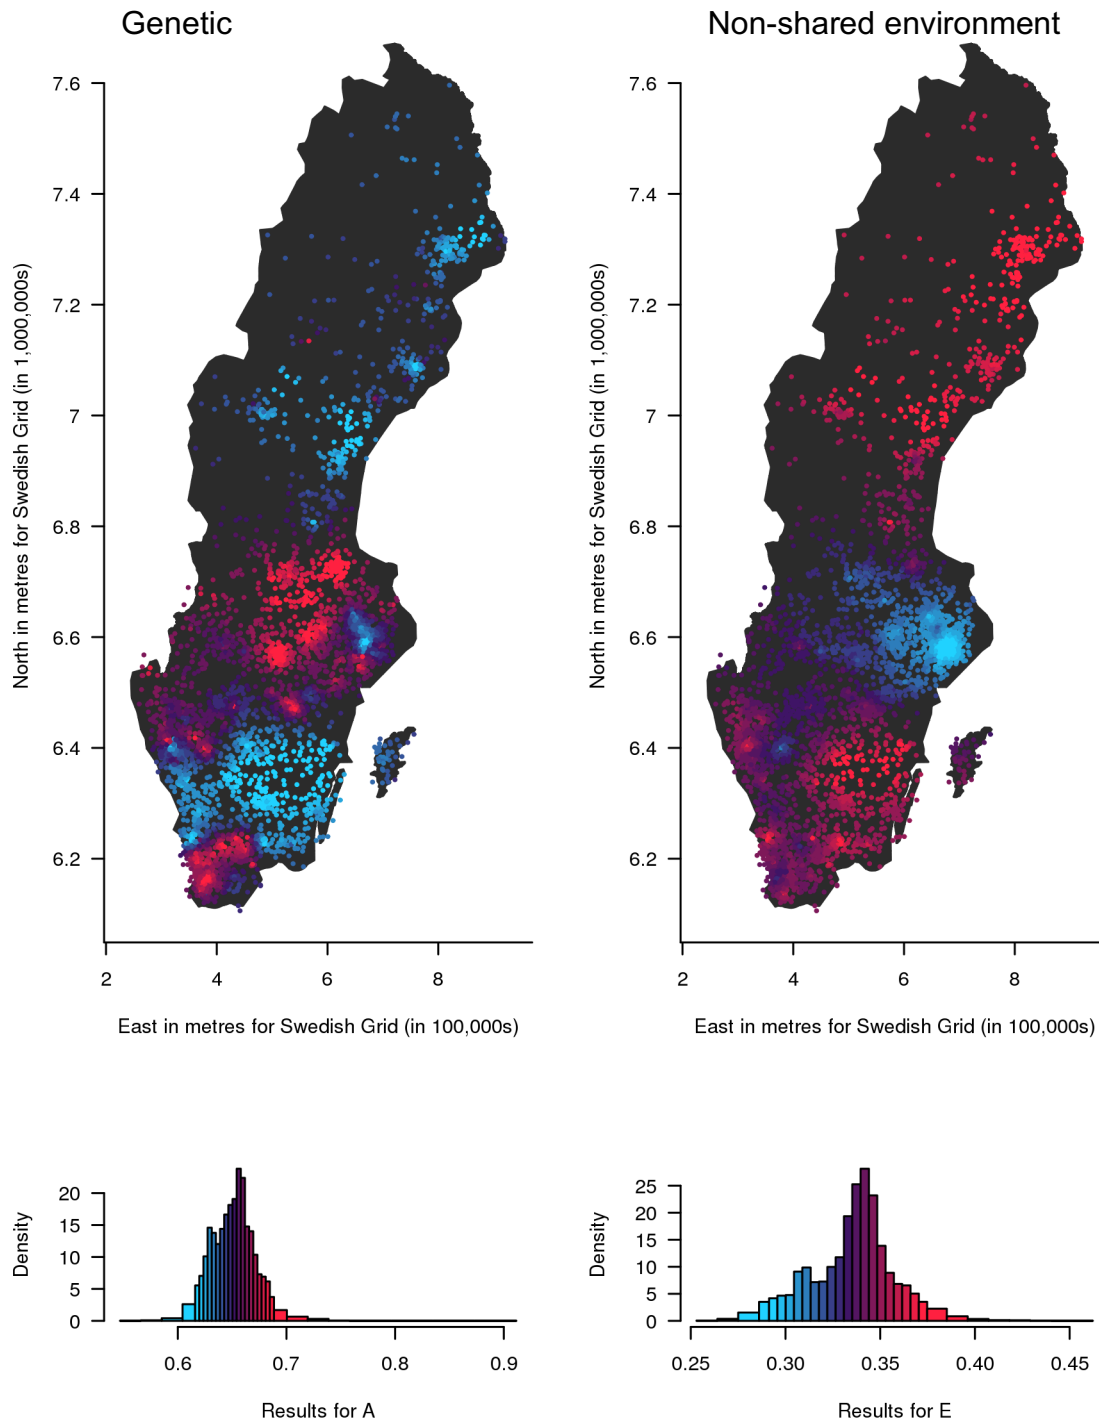 Genetic
Non-shared environment
7.6
7.4
7.2
7
6.8
6.6
6.4
6.2
North in metres for Swedish Grid (in 1,000,000s)
2 4 6 8
East in metres for Swedish Grid (in 100,000s)
7.6
7.4
7.2
7
6.8
6.6
6.4
6.2
North in metres for Swedish Grid (in 1,000,000s)
2 4 6 8
East in metres for Swedish Grid (in 100,000s)
20
15
10
5
0
Density
0.6 0.7 0.8 0.9
Results for A
25
20
15
10
5
0
Density
0.25 0.30 0.35 0.40 0.45
Results for E